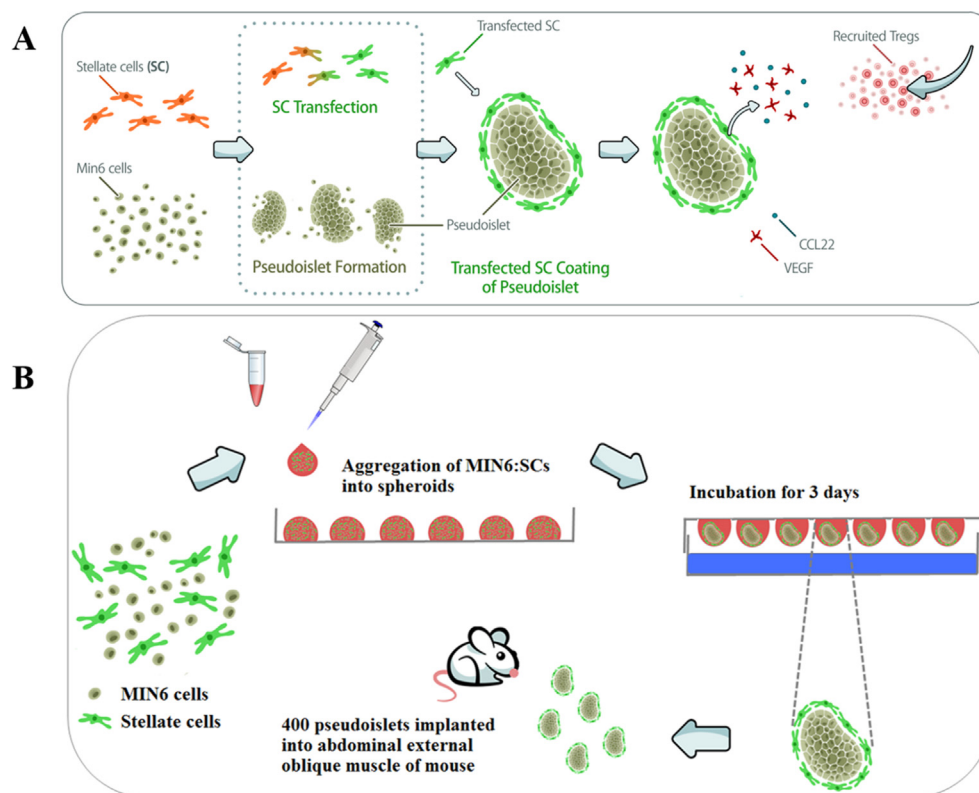 A
Stellate cells (SC)
Min6 cells
SC Transfection
Pseudoislet Formation
Transfected SC
Pseudoislet
Transfected SC Coating
of Pseudoislet
CCL22
VEGF
Recruited Tregs
B
MIN6 cells
Stellate cells
Aggregation of MIN6:SCs
into spheroids
Incubation for 3 days
400 pseudoislets implanted
into abdominal external
oblique muscle of mouse